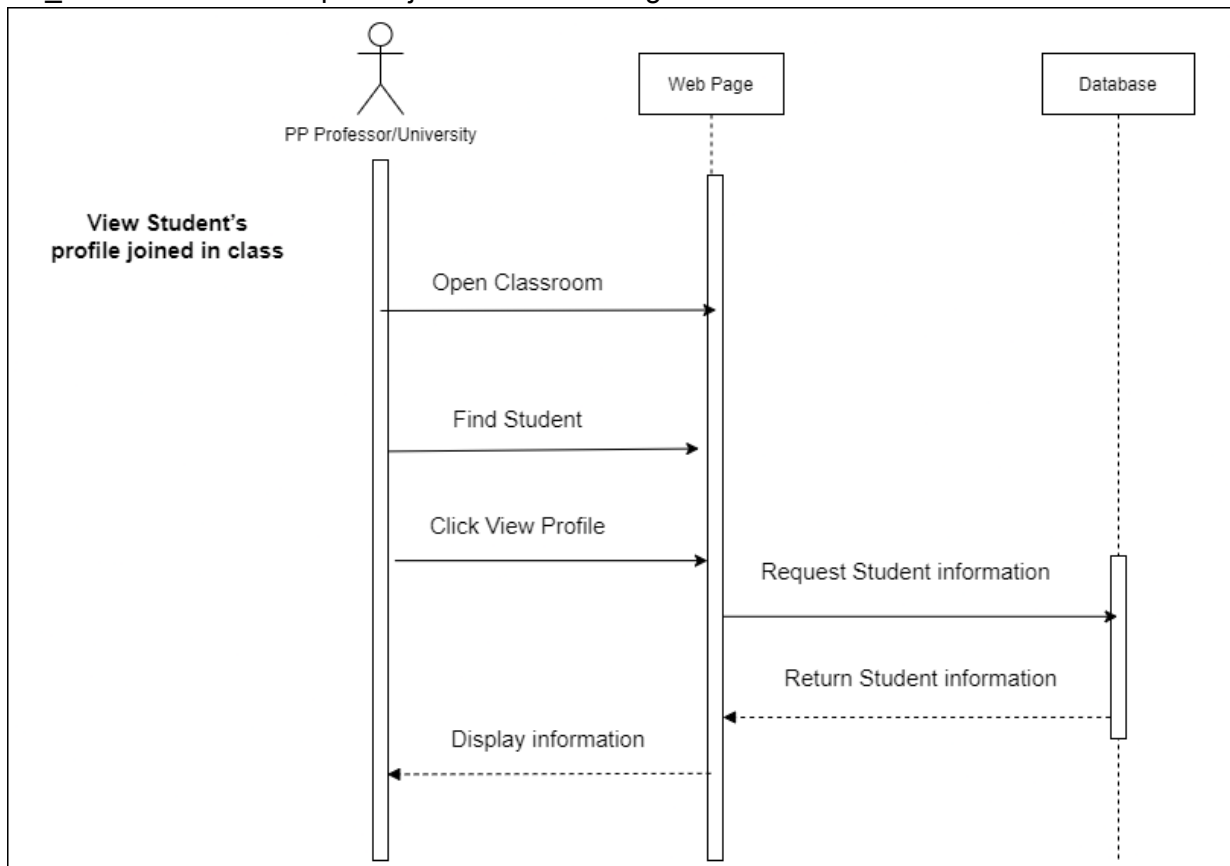 Web Page
Database
PP Professor/University
View Student's
profile joined in class
Open Classroom
Find Student
Click View Profile
Request Student information
Return Student information
Display information